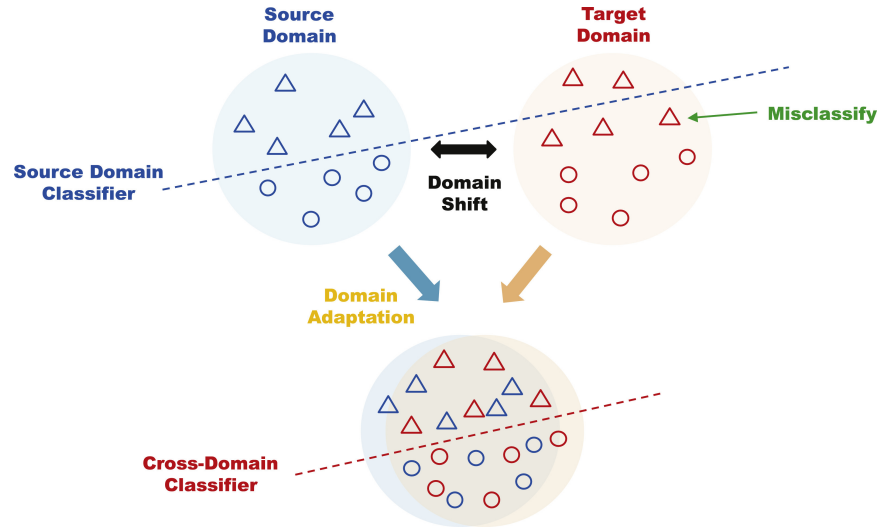 Source
Domain
Target
Domain
Misclassify
Source Domain
Classifier
Domain
Shift
Domain
Adaptation
Cross-Domain
Classifier